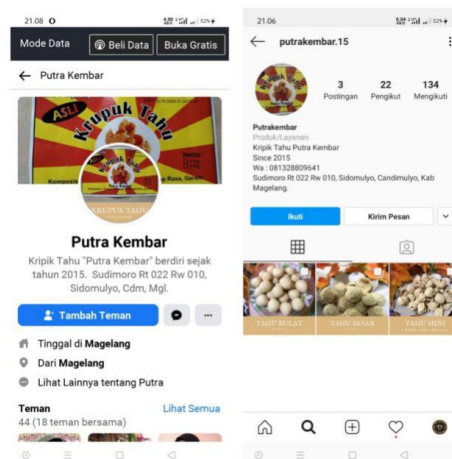 21.08
52%
Mode Data
Beli Data
Buka Gratis
Putra Kembar
ASLI
Krupuk Tahu
KRUPUK TAHU
Putra Kembar
Kripik Tahu "Putra Kembar" berdiri sejak
tahun 2015. Sudimoro Rt 022 Rw 010,
Sidomulyo, Cdm, Mgl.
Tambah Teman
Tinggal di Magelang
Dari Magelang
Lihat Lainnya tentang Putra
Teman
Lihat Semua
44 (18 teman bersama)
21.06
52%
putrakembar.15
3
22
134
Postingan
Pengikut
Mengikuti
Putrakembar
Produk/Layanan
Kripik Tahu Putra Kembar
Since 2015
Wa : 081328809641
Sudimoro Rt 022 Rw 010, Sidomulyo, Candimulyo, Kab
Magelang.
Ikuti
Kirim Pesan
TAHU BULAT
TAHU BESAR
TAHU MINI